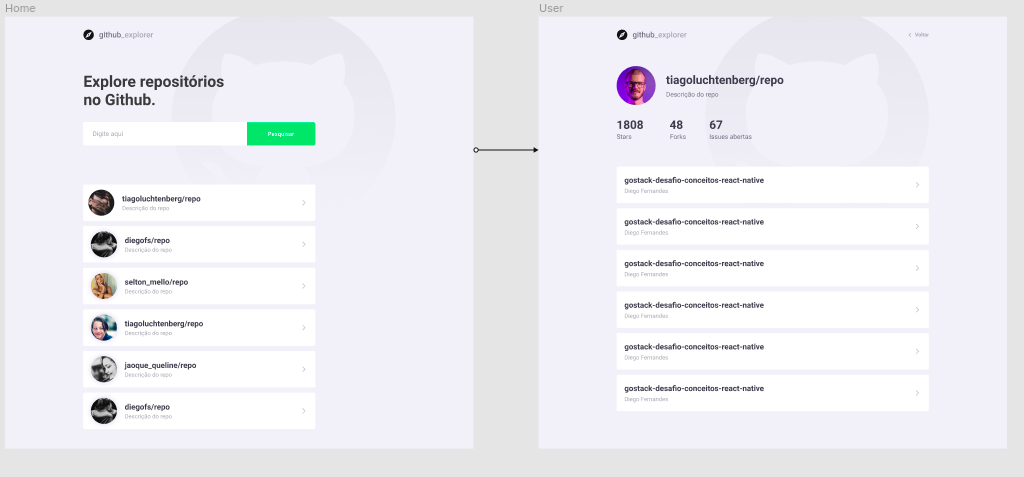 Home
github_explorer
Explore repositórios
no Github.
Digite aqui
Pesquisar
tiagoluchtenberg/repo
Descrição do repo
diegofs/repo
Descrição do repo
selton_mello/repo
Descrição do repo
tiagoluchtenberg/repo
Descrição do repo
jaoque_queline/repo
Descrição do repo
diegofs/repo
Descrição do repo
User
github_explorer
Voltar
tiagoluchtenberg/repo
Descrição do repo
1808
Stars
48
Forks
67
Issues abertas
gostack-desafio-conceitos-react-native
Diego Fernandes
gostack-desafio-conceitos-react-native
Diego Fernandes
gostack-desafio-conceitos-react-native
Diego Fernandes
gostack-desafio-conceitos-react-native
Diego Fernandes
gostack-desafio-conceitos-react-native
Diego Fernandes
gostack-desafio-conceitos-react-native
Diego Fernandes